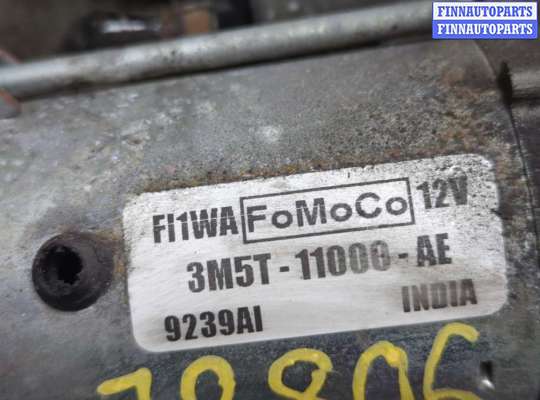 FINNAUTOPARTS
FINNAUTOPARTS
FI1WA FoMoCo 12V
3M5T - 11000 - AE
9239AI INDIA